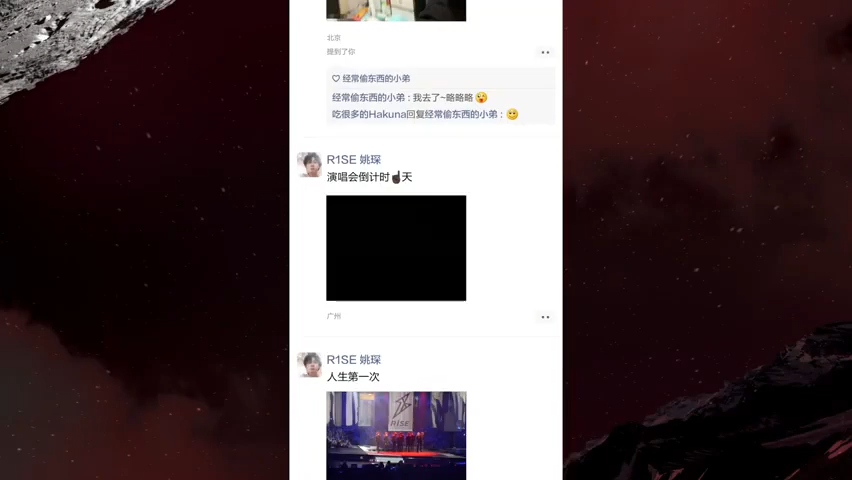 北京
提到了你
经常偷东西的小弟
经常偷东西的小弟 : 我去了~略略略😵
吃很多的Hakuna回复经常偷东西的小弟 : 😶
R1SE 姚琛
演唱会倒计时☝🏿天
广州
R1SE 姚琛
人生第一次
R1SE